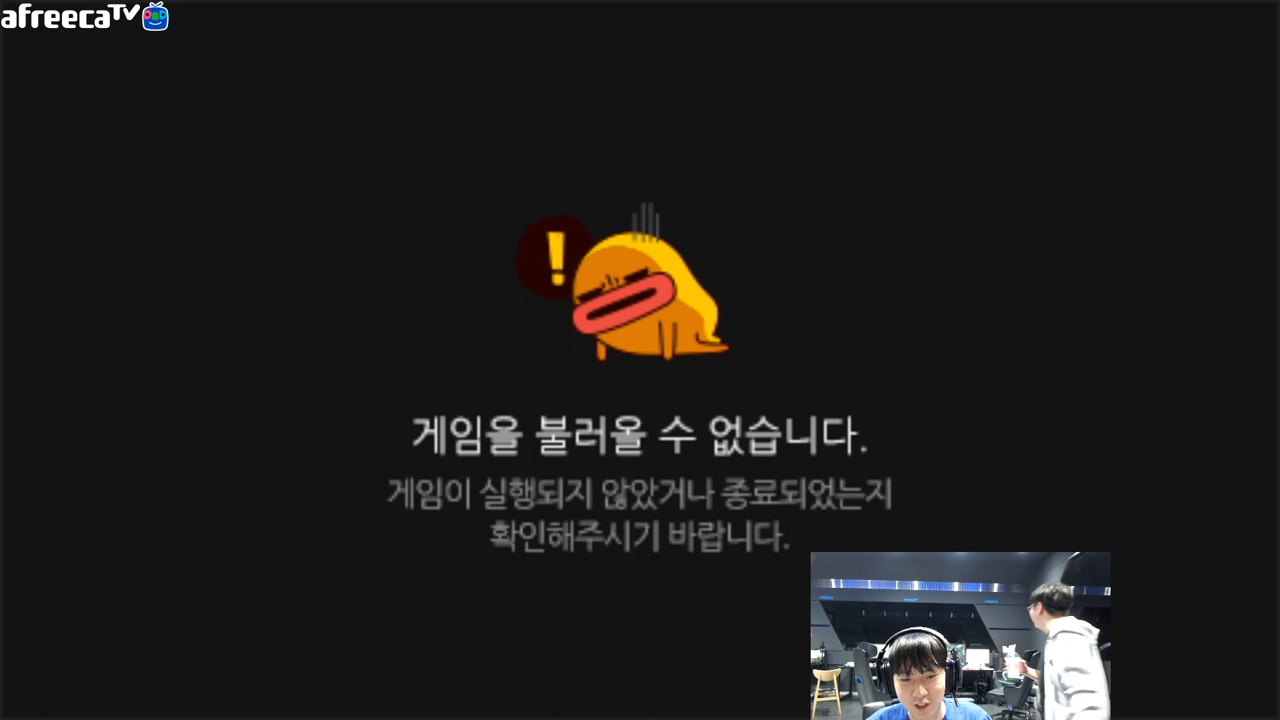 afreecaTV
!
게임을 불러올 수 없습니다.
게임이 실행되지 않았거나 종료되었는지
확인해주시기 바랍니다.